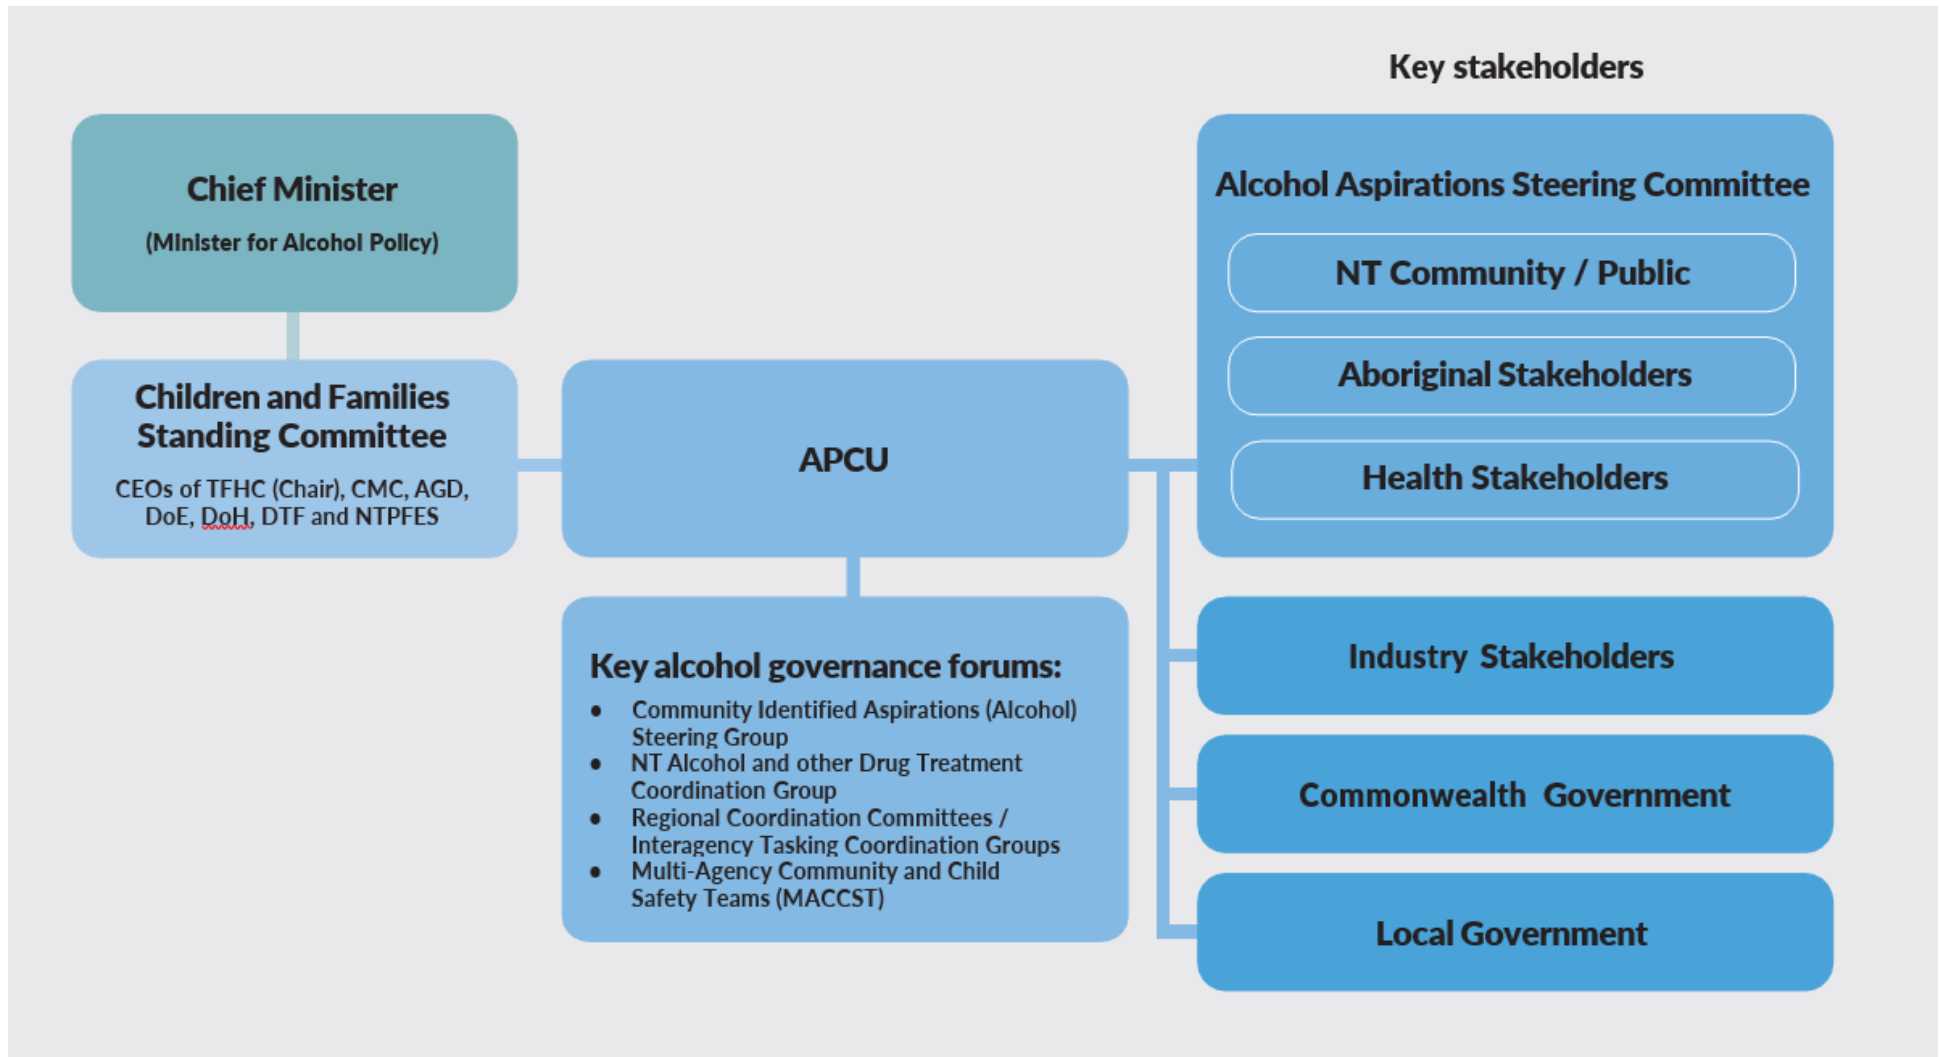 Key stakeholders
Chief Minister
(Minister for Alcohol Policy)
Children and Families
Standing Committee
CEOs of TFHC (Chair), CMC, AGD,
DoE, DoH, DTF and NTPFES
APCU
Key alcohol governance forums:
● Community Identified Aspirations (Alcohol)
Steering Group
● NT Alcohol and other Drug Treatment
Coordination Group
● Regional Coordination Committees /
Interagency Tasking Coordination Groups
● Multi-Agency Community and Child
Safety Teams (MACCST)
Alcohol Aspirations Steering Committee
NT Community / Public
Aboriginal Stakeholders
Health Stakeholders
Industry Stakeholders
Commonwealth Government
Local Government